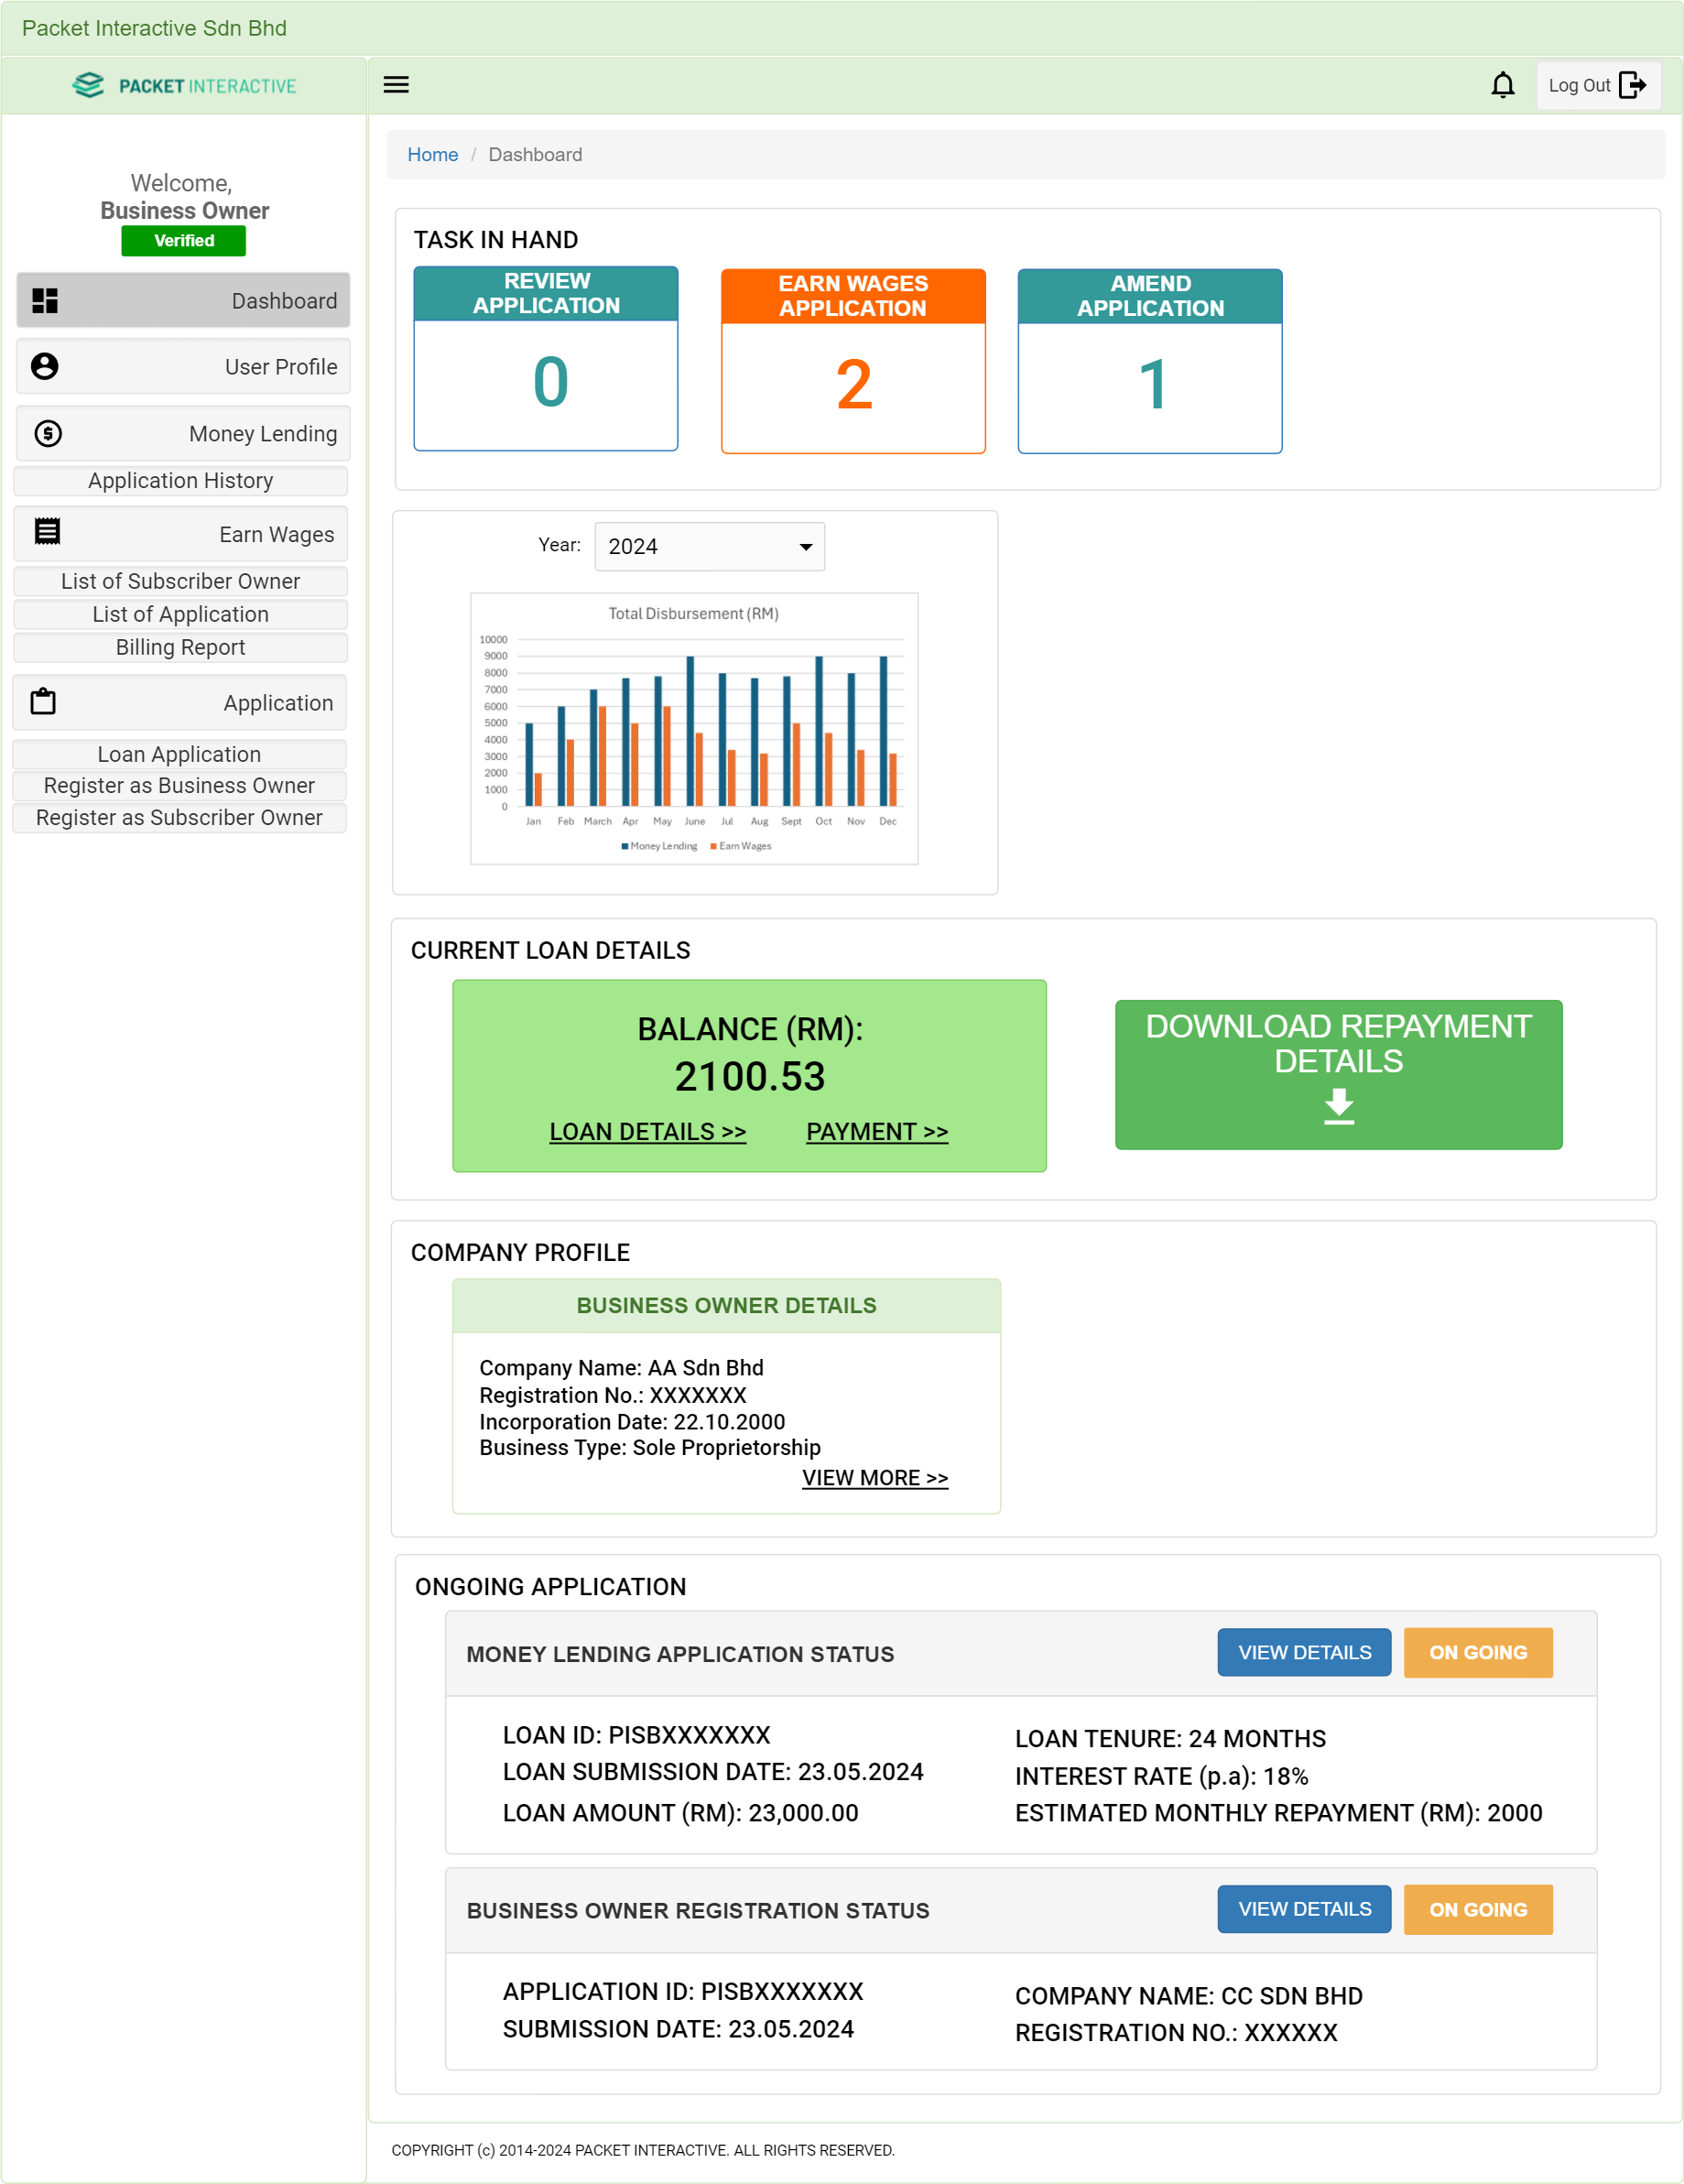 Packet Interactive Sdn Bhd
PACKET INTERACTIVE
Log Out
Welcome,
Business Owner
Verified
Dashboard
User Profile
Money Lending
Application History
Earn Wages
List of Subscriber Owner
List of Application
Billing Report
Application
Loan Application
Register as Business Owner
Register as Subscriber Owner
Home / Dashboard
TASK IN HAND
REVIEW
APPLICATION
0
EARN WAGES
APPLICATION
2
AMEND
APPLICATION
1
Year: 2024
Total Disbursement (RM)
10000
9000
8000
7000
6000
5000
4000
3000
2000
1000
0
Jan Feb March Apr May June Jul Aug Sept Oct Nov Dec
Money Lending Earn Wages
CURRENT LOAN DETAILS
BALANCE (RM):
2100.53
LOAN DETAILS >> PAYMENT >>
DOWNLOAD REPAYMENT
DETAILS
COMPANY PROFILE
BUSINESS OWNER DETAILS
Company Name: AA Sdn Bhd
Registration No.: XXXXXXX
Incorporation Date: 22.10.2000
Business Type: Sole Proprietorship
VIEW MORE >>
ONGOING APPLICATION
MONEY LENDING APPLICATION STATUS
VIEW DETAILS
ON GOING
LOAN ID: PISBXXXXXXX
LOAN SUBMISSION DATE: 23.05.2024
LOAN AMOUNT (RM): 23,000.00
LOAN TENURE: 24 MONTHS
INTEREST RATE (p.a): 18%
ESTIMATED MONTHLY REPAYMENT (RM): 2000
BUSINESS OWNER REGISTRATION STATUS
VIEW DETAILS
ON GOING
APPLICATION ID: PISBXXXXXXX
SUBMISSION DATE: 23.05.2024
COMPANY NAME: CC SDN BHD
REGISTRATION NO.: XXXXXX
COPYRIGHT (c) 2014-2024 PACKET INTERACTIVE. ALL RIGHTS RESERVED.